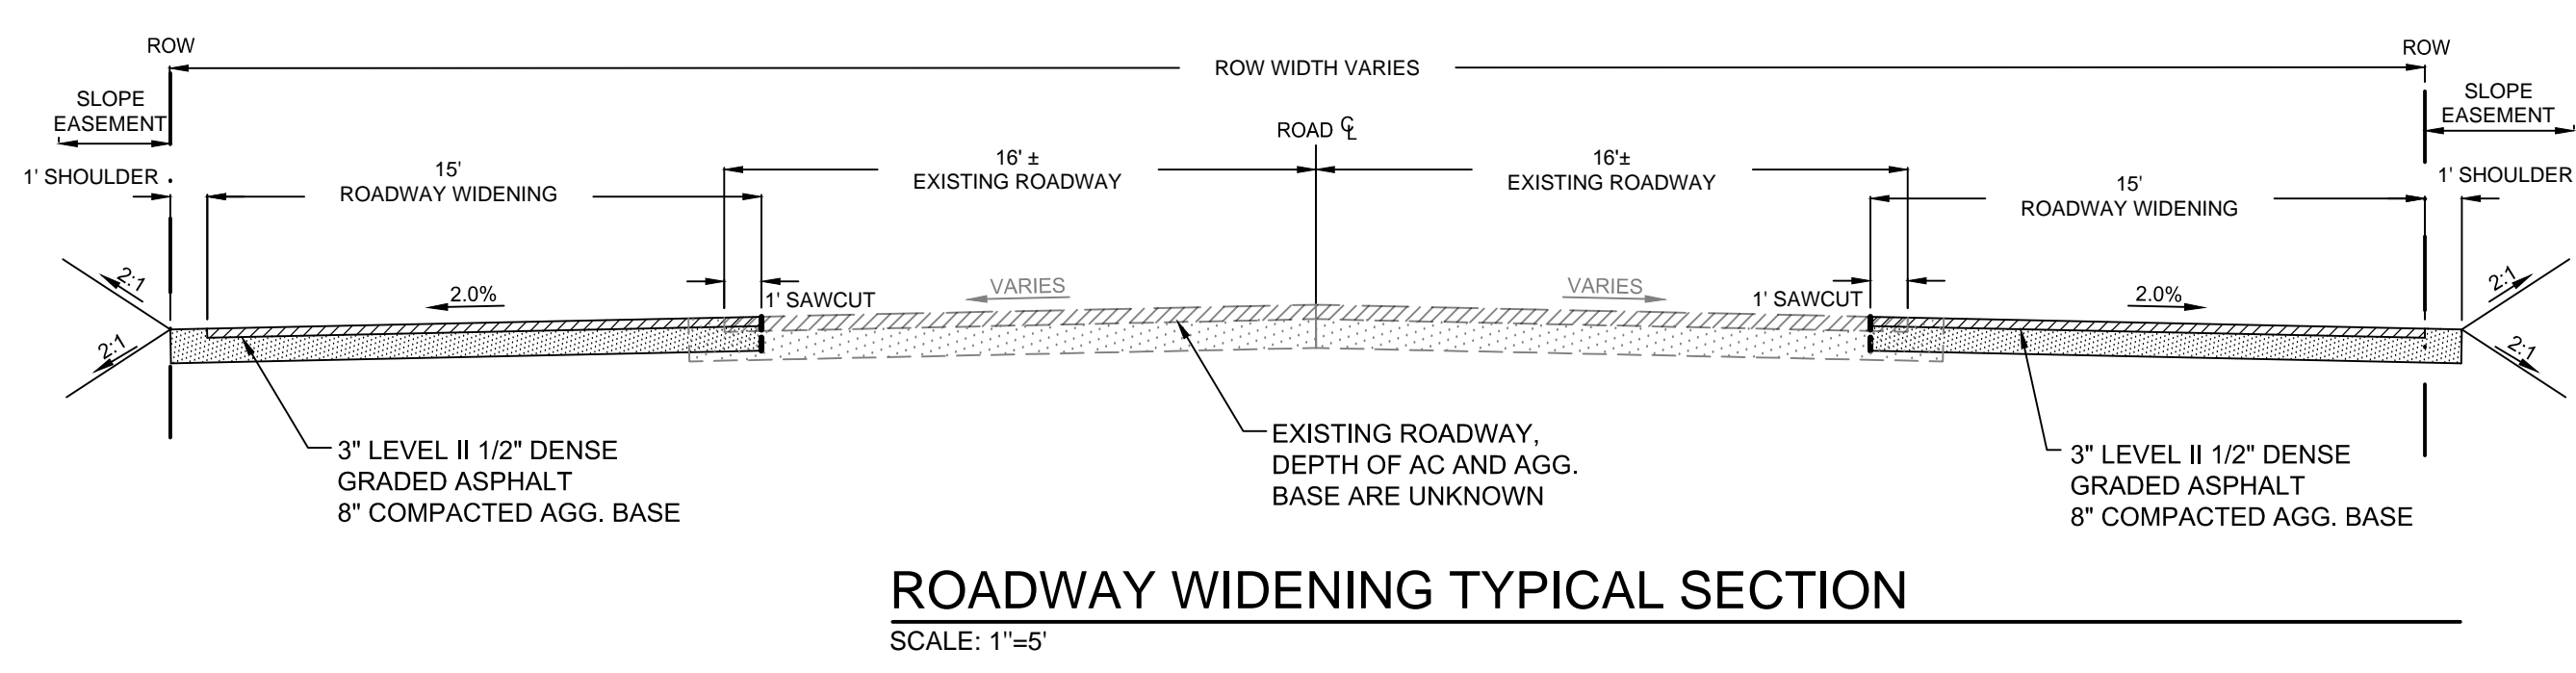 ROW
ROW
ROW WIDTH VARIES
SLOPE
EASEMENT
SLOPE
EASEMENT
ROAD ℄
1' SHOULDER
15'
ROADWAY WIDENING
16' ±
EXISTING ROADWAY
16'±
EXISTING ROADWAY
15'
ROADWAY WIDENING
1' SHOULDER
2:1
2:1
2.0%
1' SAWCUT
VARIES
VARIES
1' SAWCUT
2.0%
2:1
2:1
3" LEVEL II 1/2" DENSE
GRADED ASPHALT
8" COMPACTED AGG. BASE
EXISTING ROADWAY,
DEPTH OF AC AND AGG.
BASE ARE UNKNOWN
3" LEVEL II 1/2" DENSE
GRADED ASPHALT
8" COMPACTED AGG. BASE
ROADWAY WIDENING TYPICAL SECTION
SCALE: 1"=5'